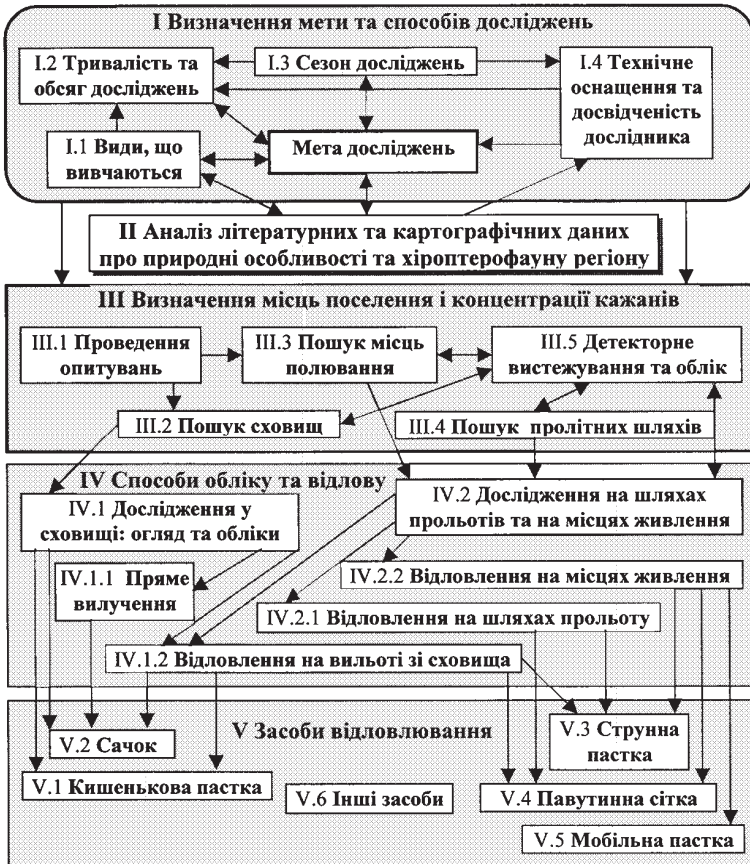 I Визначення мети та способів досліджень
I.2 Тривалість та
обсяг досліджень
I.3 Сезон досліджень
I.4 Технічне
оснащення та
досвідченість
дослідника
I.1 Види, що
вивчаються
Мета досліджень
II Аналіз літературних та картографічних даних
про природні особливості та хіроптерофауну регіону
III Визначення місць поселення і концентрації кажанів
III.1 Проведення
опитувань
III.3 Пошук місць
полювання
III.5 Детекторне
вистежування та облік
III.2 Пошук сховищ
III.4 Пошук пролітних шляхів
IV Способи обліку та відлову
IV.1 Дослідження у
сховищі: огляд та обліки
IV.2 Дослідження на шляхах
прольотів та на місцях живлення
IV.1.1 Пряме
вилучення
IV.2.2 Відловлення на місцях живлення
IV.2.1 Відловлення на шляхах прольоту
IV.1.2 Відловлення на вильоті зі сховища
V Засоби відловлювання
V.2 Сачок
V.3 Струнна
пастка
V.1 Кишенькова пастка
V.6 Інші засоби
V.4 Павутинна сітка
V.5 Мобільна пастка